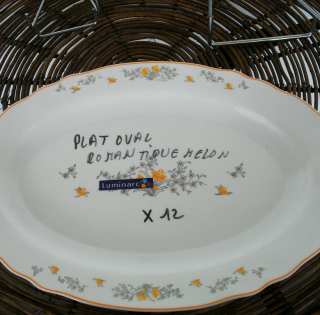 PLAT OVAL
ROMANTIQUE MELON
Luminarc
X 12